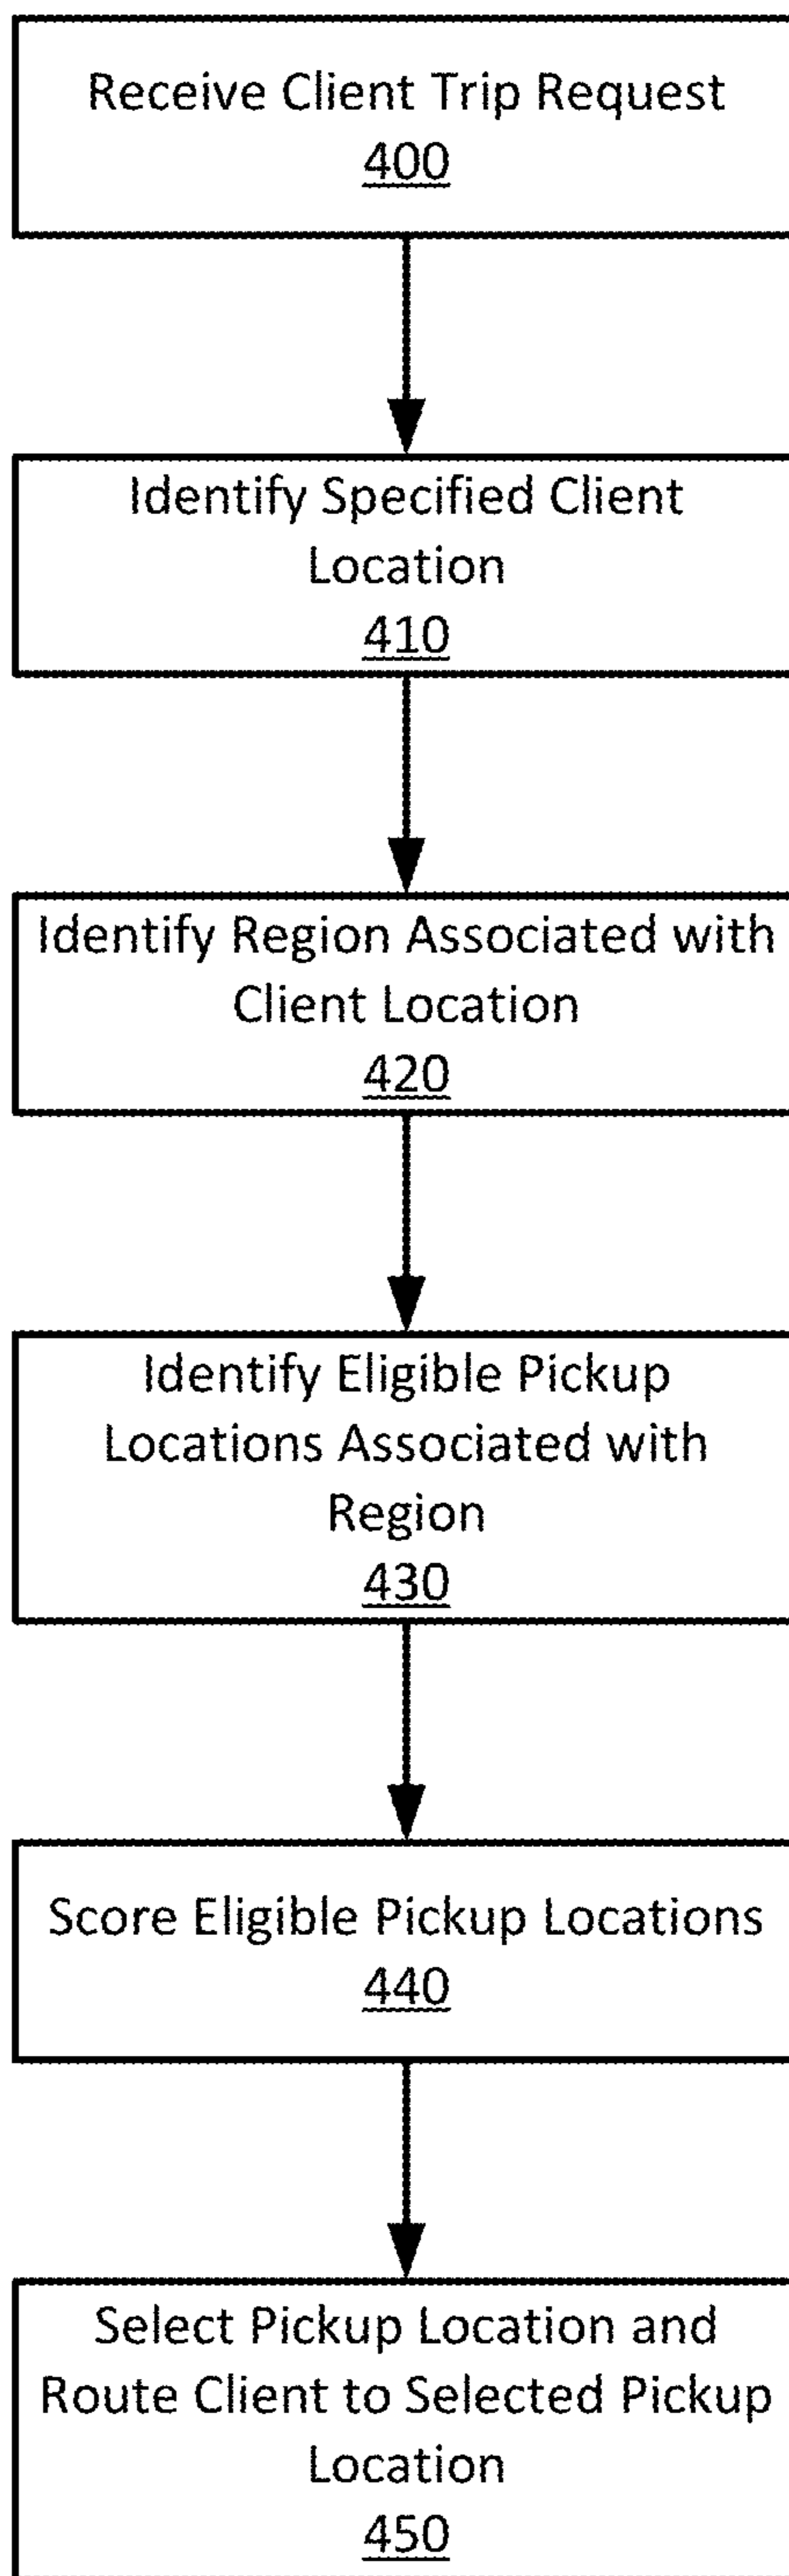 Receive Client Trip Request
400
Identify Specified Client
Location
410
Identify Region Associated with
Client Location
420
Identify Eligible Pickup
Locations Associated with
Region
430
Score Eligible Pickup Locations
440
Select Pickup Location and
Route Client to Selected Pickup
Location
450